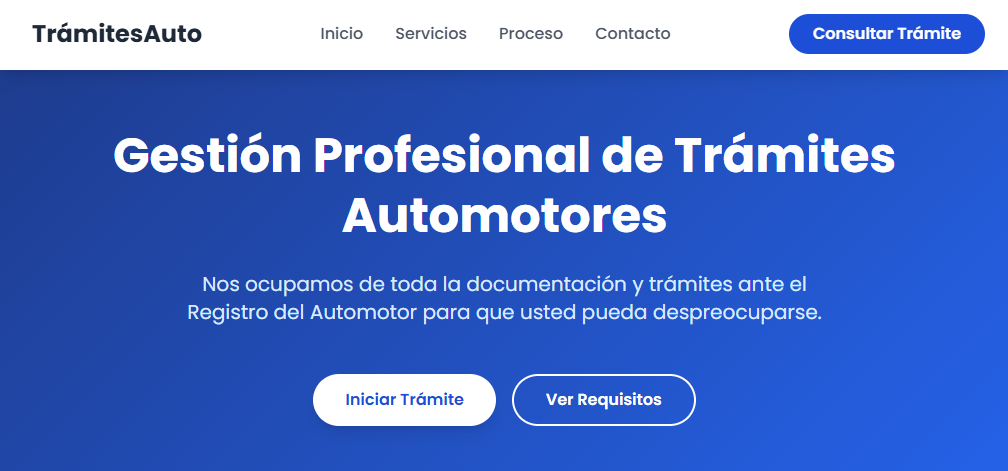 TrámitesAuto
Inicio
Servicios
Proceso
Contacto
Consultar Trámite
Gestión Profesional de Trámites
Automotores
Nos ocupamos de toda la documentación y trámites ante el
Registro del Automotor para que usted pueda despreocuparse.
Iniciar Trámite
Ver Requisitos